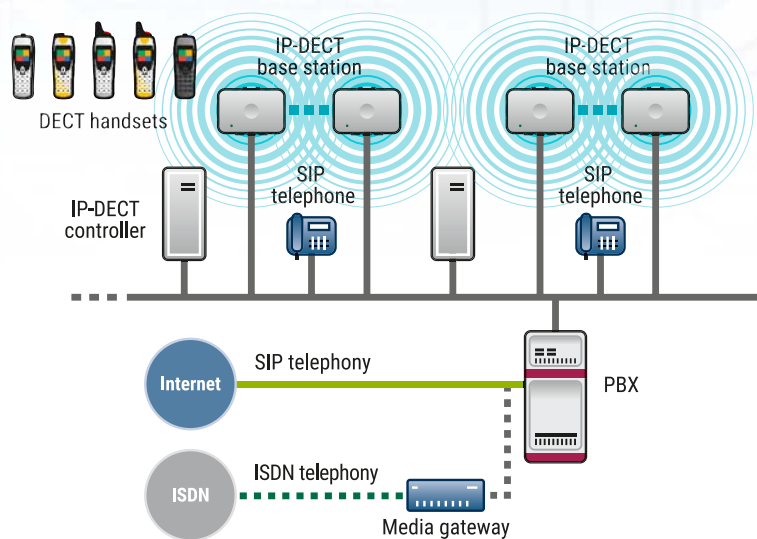 IP-DECT
base station
IP-DECT
base station
DECT handsets
SIP
telephone
SIP
telephone
IP-DECT
controller
SIP telephony
Internet
PBX
ISDN telephony
ISDN
Media gateway